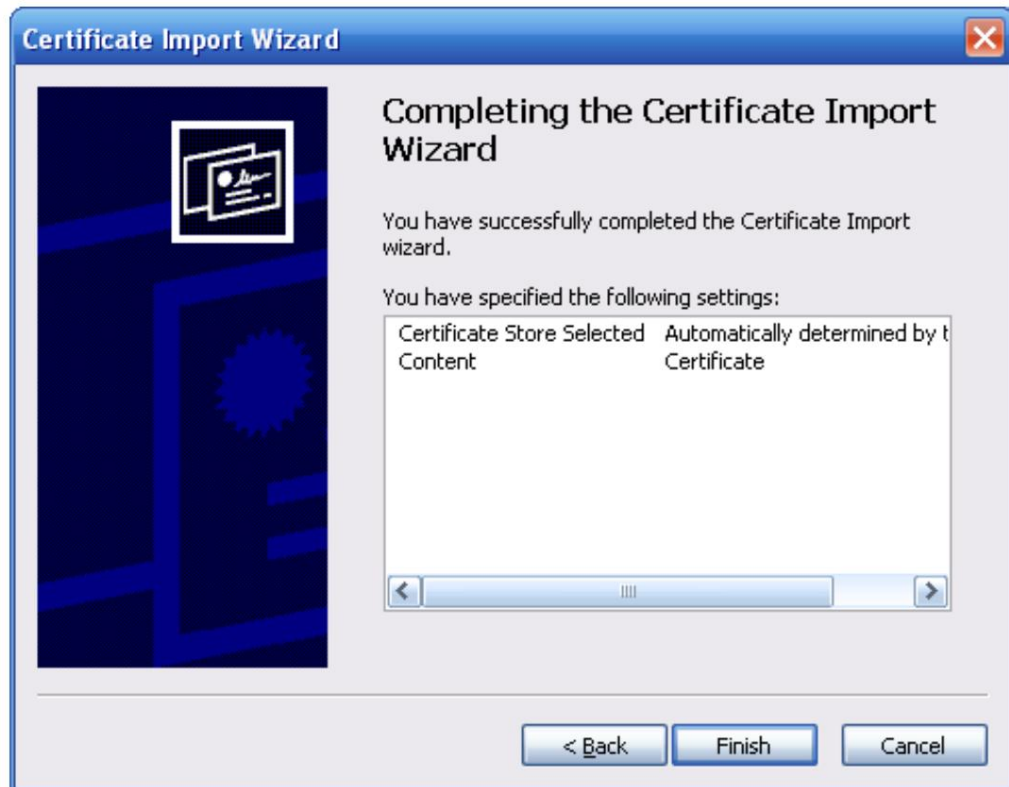 Certificate Import Wizard
Completing the Certificate Import
Wizard
You have successfully completed the Certificate Import
wizard.
You have specified the following settings:
Certificate Store Selected Automatically determined by t
Content Certificate
< Back Finish Cancel